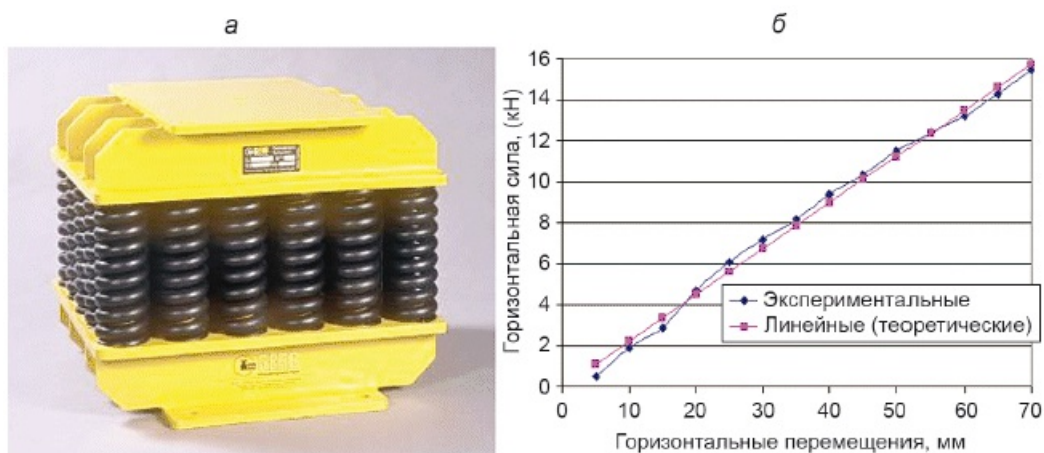 а
б
GERB
Горизонтальная сила, (кН)
16
14
12
10
8
6
4
2
0
Экспериментальные
Линейные (теоретические)
0 10 20 30 40 50 60 70
Горизонтальные перемещения, мм